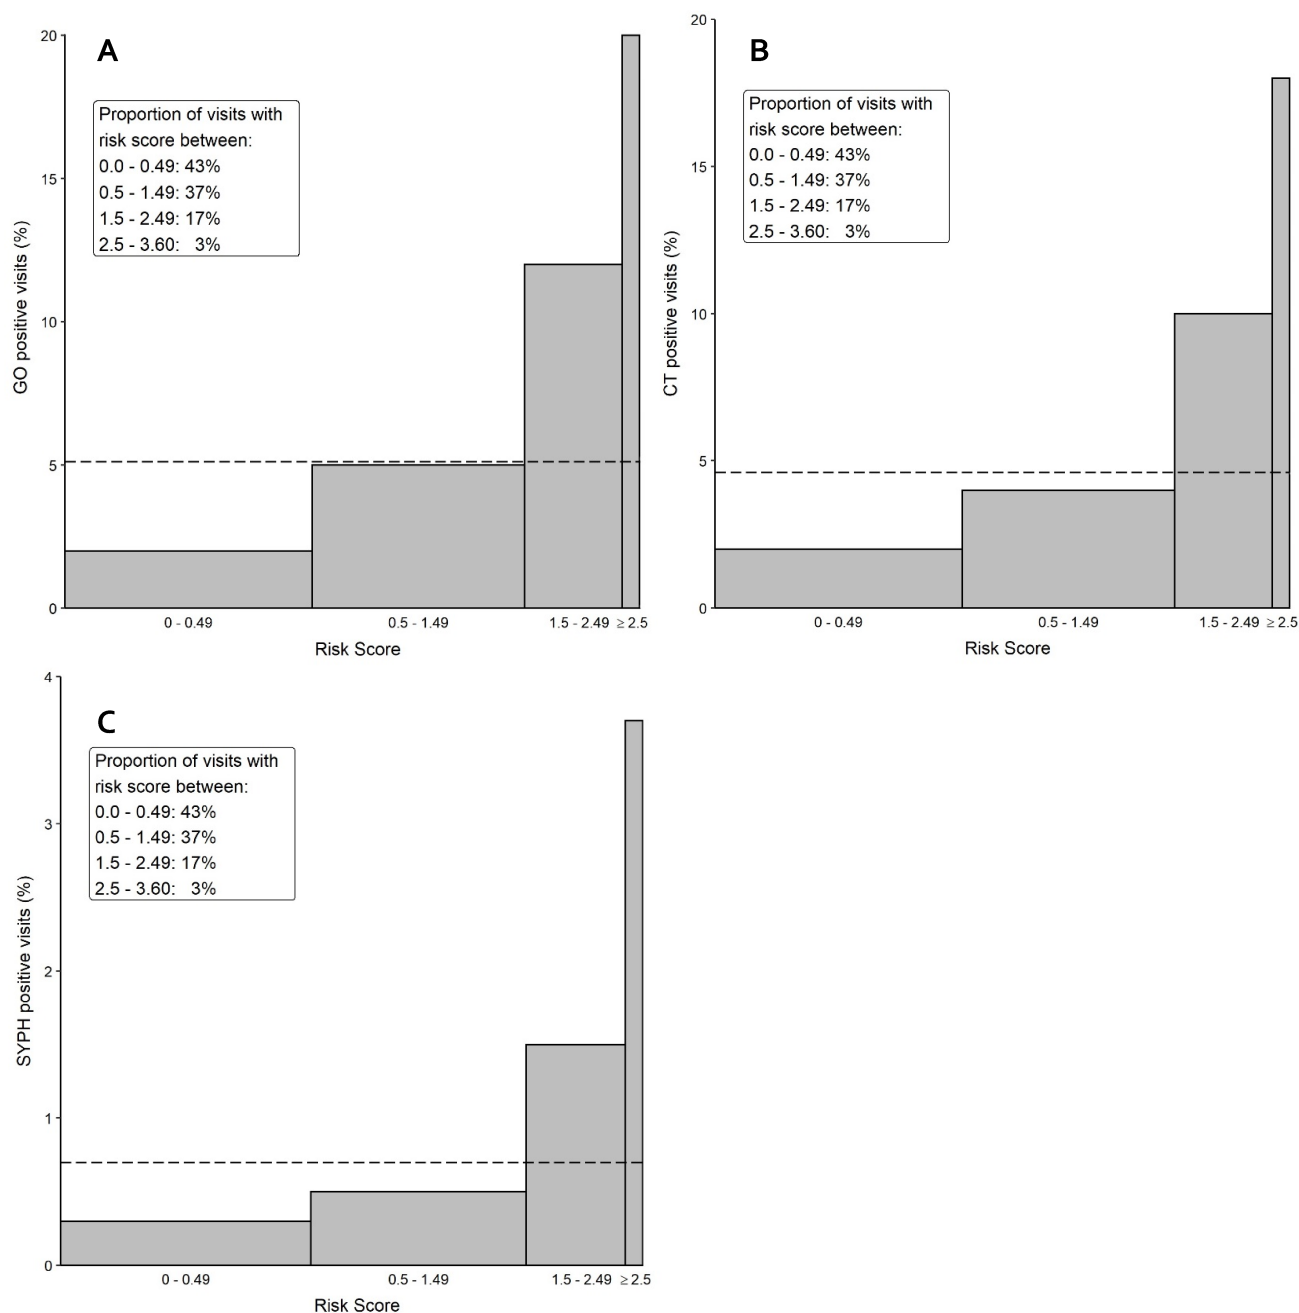 A
20
15
10
5
0
GO positive visits (%)
Proportion of visits with
risk score between:
0.0 - 0.49: 43%
0.5 - 1.49: 37%
1.5 - 2.49: 17%
2.5 - 3.60: 3%
0 - 0.49
0.5 - 1.49
1.5 - 2.49
≥ 2.5
Risk Score
B
20
15
10
5
0
CT positive visits (%)
Proportion of visits with
risk score between:
0.0 - 0.49: 43%
0.5 - 1.49: 37%
1.5 - 2.49: 17%
2.5 - 3.60: 3%
0 - 0.49
0.5 - 1.49
1.5 - 2.49
≥ 2.5
Risk Score
C
4
3
2
1
0
SYPH positive visits (%)
Proportion of visits with
risk score between:
0.0 - 0.49: 43%
0.5 - 1.49: 37%
1.5 - 2.49: 17%
2.5 - 3.60: 3%
0 - 0.49
0.5 - 1.49
1.5 - 2.49
≥ 2.5
Risk Score